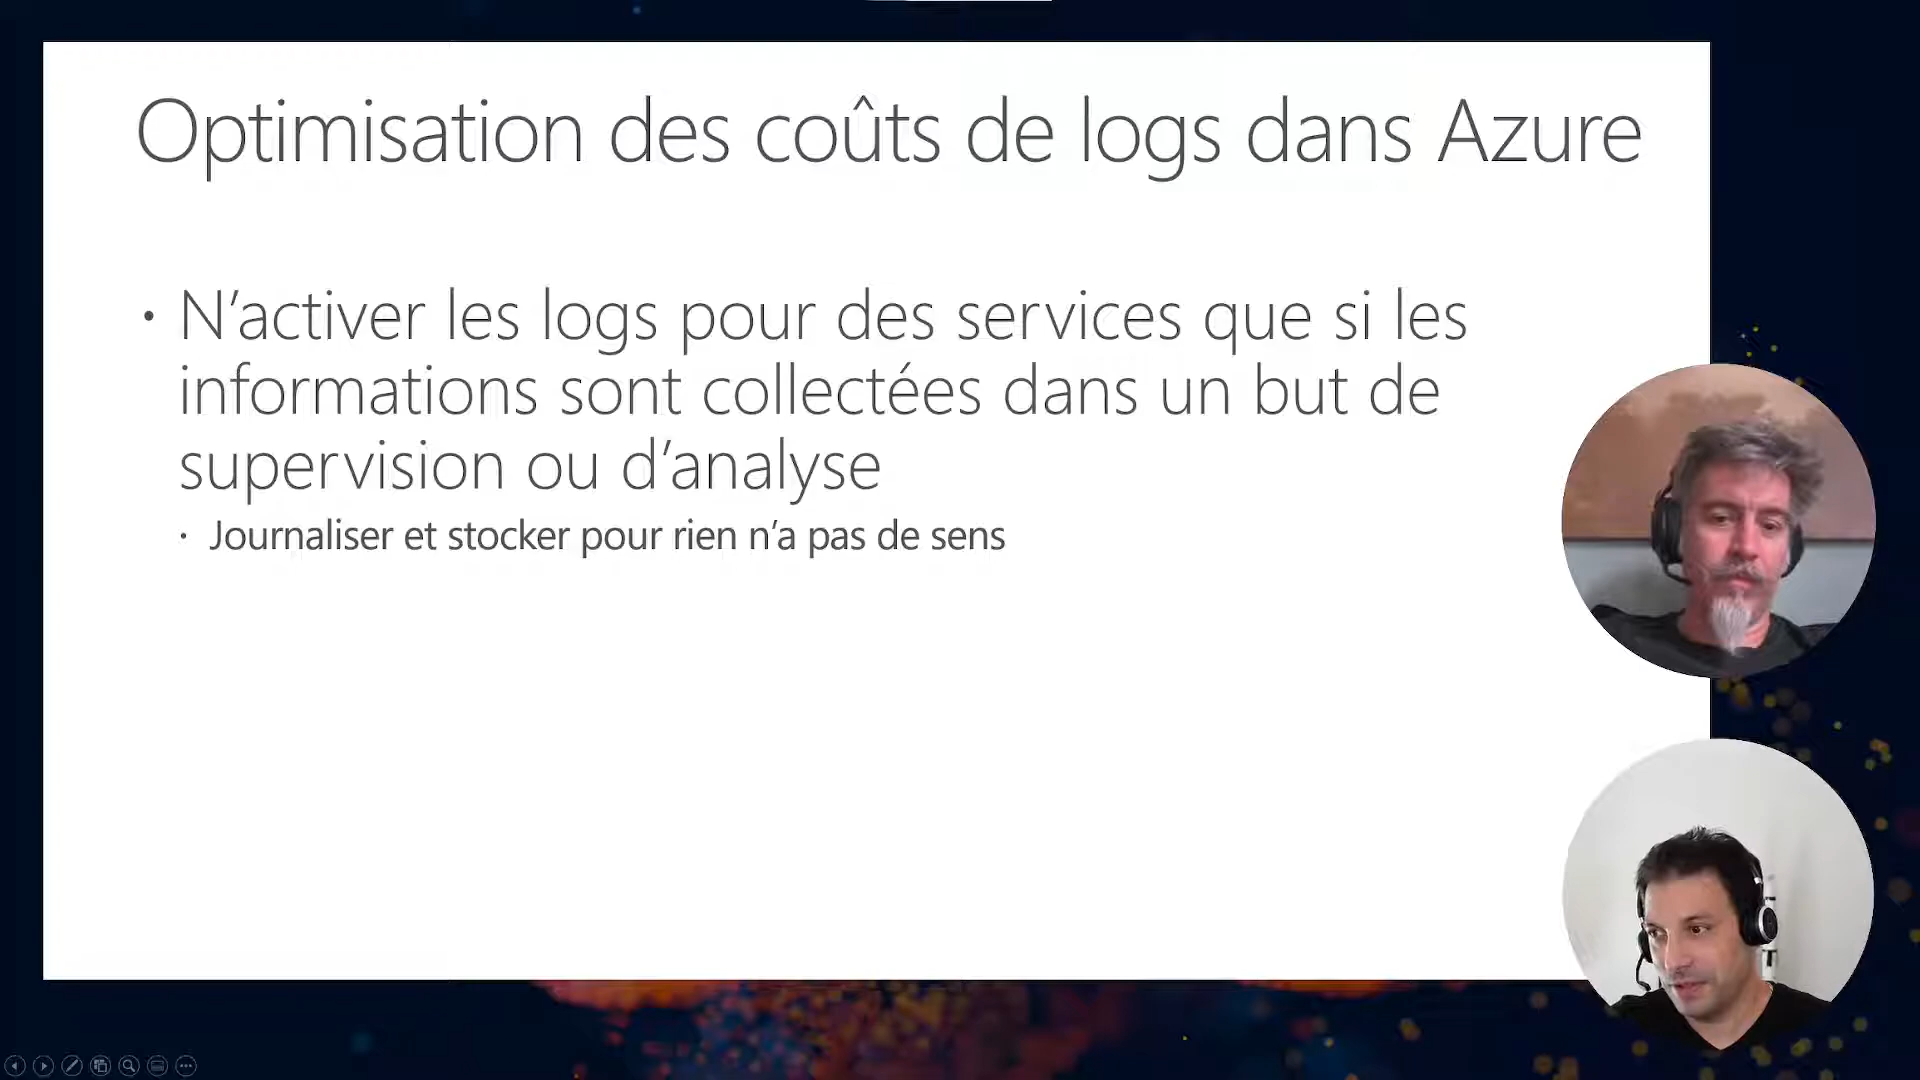 Optimisation des coûts de logs dans Azure
• N’activer les logs pour des services que si les
informations sont collectées dans un but de
supervision ou d’analyse
• Journaliser et stocker pour rien n’a pas de sens